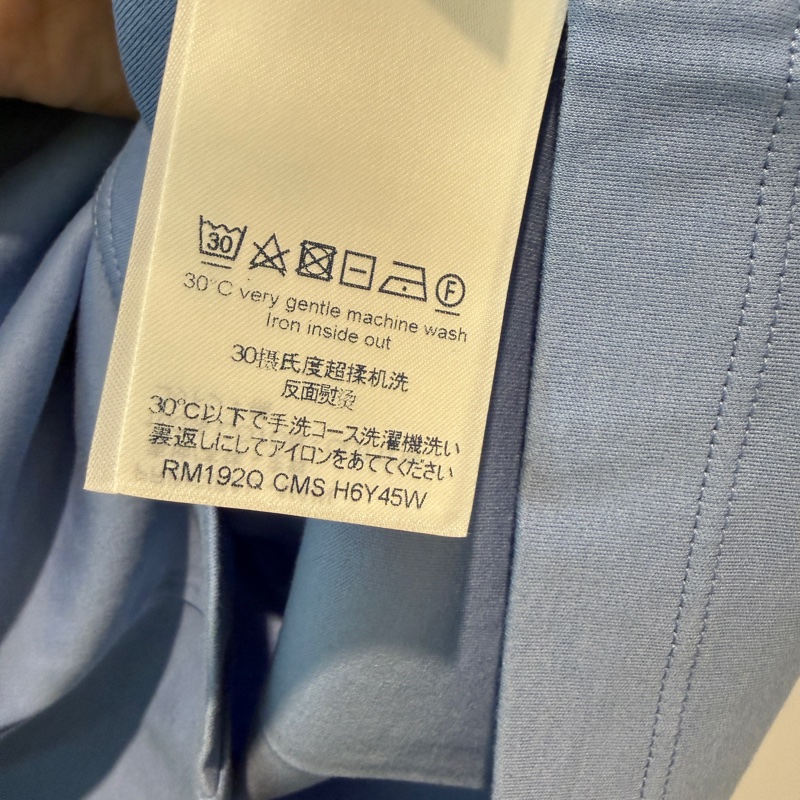 30 F
30°C very gentle machine wash
Iron inside out
30摄氏度超揉机洗
反面熨烫
30℃以下で手洗コース洗濯機洗い
裏返しにしてアイロンをあててください
RM192Q CMS H6Y45W